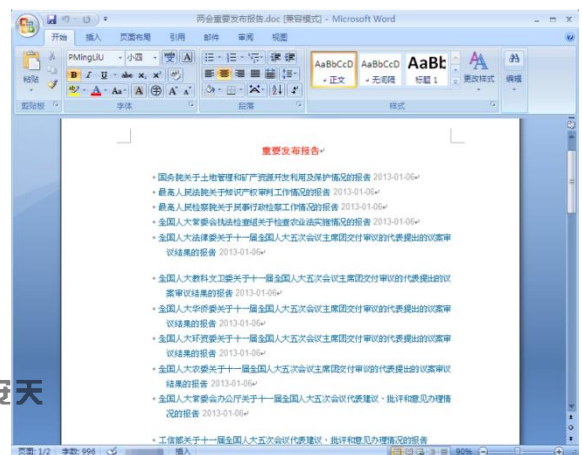 两会重要发布报告.doc [兼容模式] - Microsoft Word
开始 插入 页面布局 引用 邮件 审阅 视图
PMingLiU 小四
粘贴
AaBbCcD AaBbCcD AaBb
正文 无间隔 标题 1 更改样式 编辑
剪贴板 字体 段落 样式
重要发布报告
国务院关于土地管理和矿产资源开发利用及保护情况的报告 2013-01-06
最高人民法院关于知识产权审判工作情况的报告 2013-01-06
最高人民检察院关于民事行政检察工作情况的报告 2013-01-06
全国人大常委会执法检查组关于检查农业法实施情况的报告 2013-01-06
全国人大法律委关于十一届全国人大五次会议主席团交付审议的代表提出的议案审
议结果的报告 2013-01-06
全国人大教科文卫委关于十一届全国人大五次会议主席团交付审议的代表提出的议
案审议结果的报告 2013-01-06
全国人大华侨委关于十一届全国人大五次会议主席团交付审议的代表提出的议案审
议结果的报告 2013-01-06
全国人大环资委关于十一届全国人大五次会议主席团交付审议的代表提出的议案审
议结果的报告 2013-01-06
全国人大农委关于十一届全国人大五次会议主席团交付审议的代表提出的议案审议
结果的报告 2013-01-06
全国人大常委会办公厅关于十一届全国人大五次会议代表建议、批评和意见办理情
况的报告 2013-01-06
工信部关于十一届全国人大五次会议代表建议、批评和意见办理情况的报告
安天
页面: 1/2 字数: 996 插入 90%